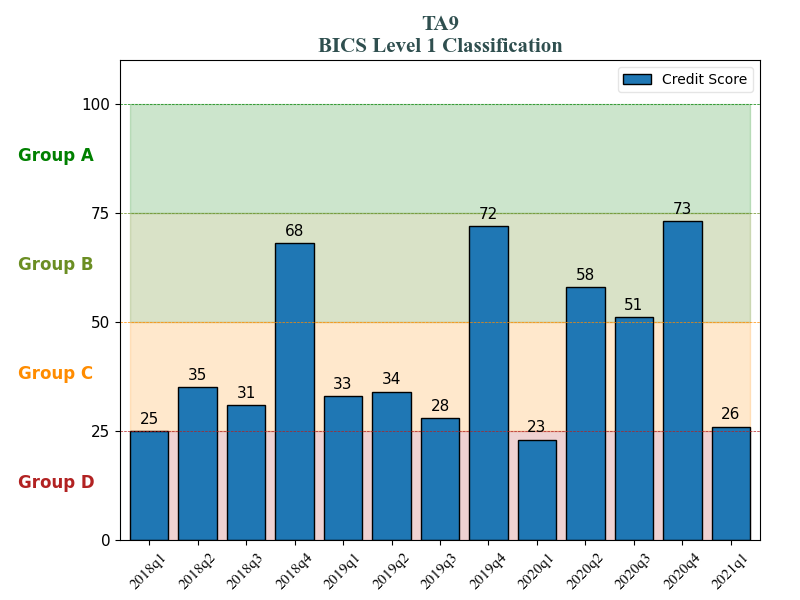 TA9
BICS Level 1 Classification
Credit Score
100
Group A
75
73
72
68
Group B
58
51
50
35
34
33
31
Group C
28
26
25
25
23
Group D
0
2018q1 2018q2 2018q3 2018q4 2019q1 2019q2 2019q3 2019q4 2020q1 2020q2 2020q3 2020q4 2021q1